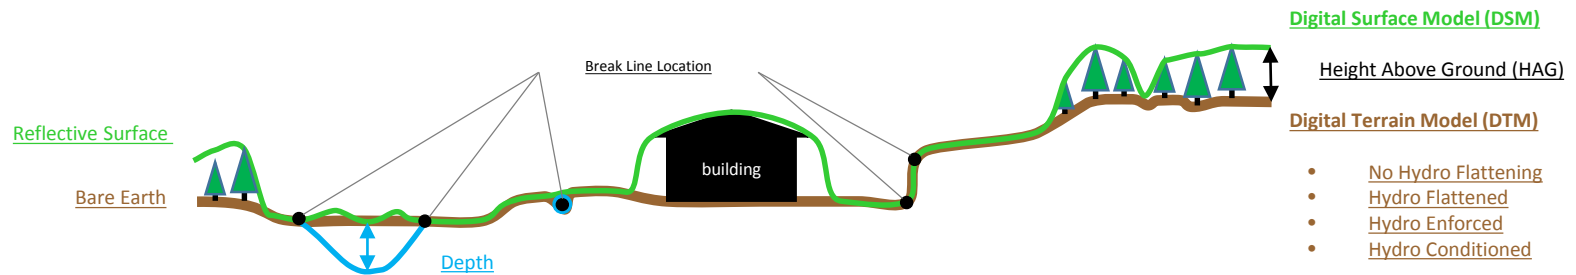 Digital Surface Model (DSM)
Break Line Location
Height Above Ground (HAG)
Reflective Surface
Digital Terrain Model (DTM)
building
• No Hydro Flattening
Bare Earth
• Hydro Flattened
• Hydro Enforced
• Hydro Conditioned
Depth